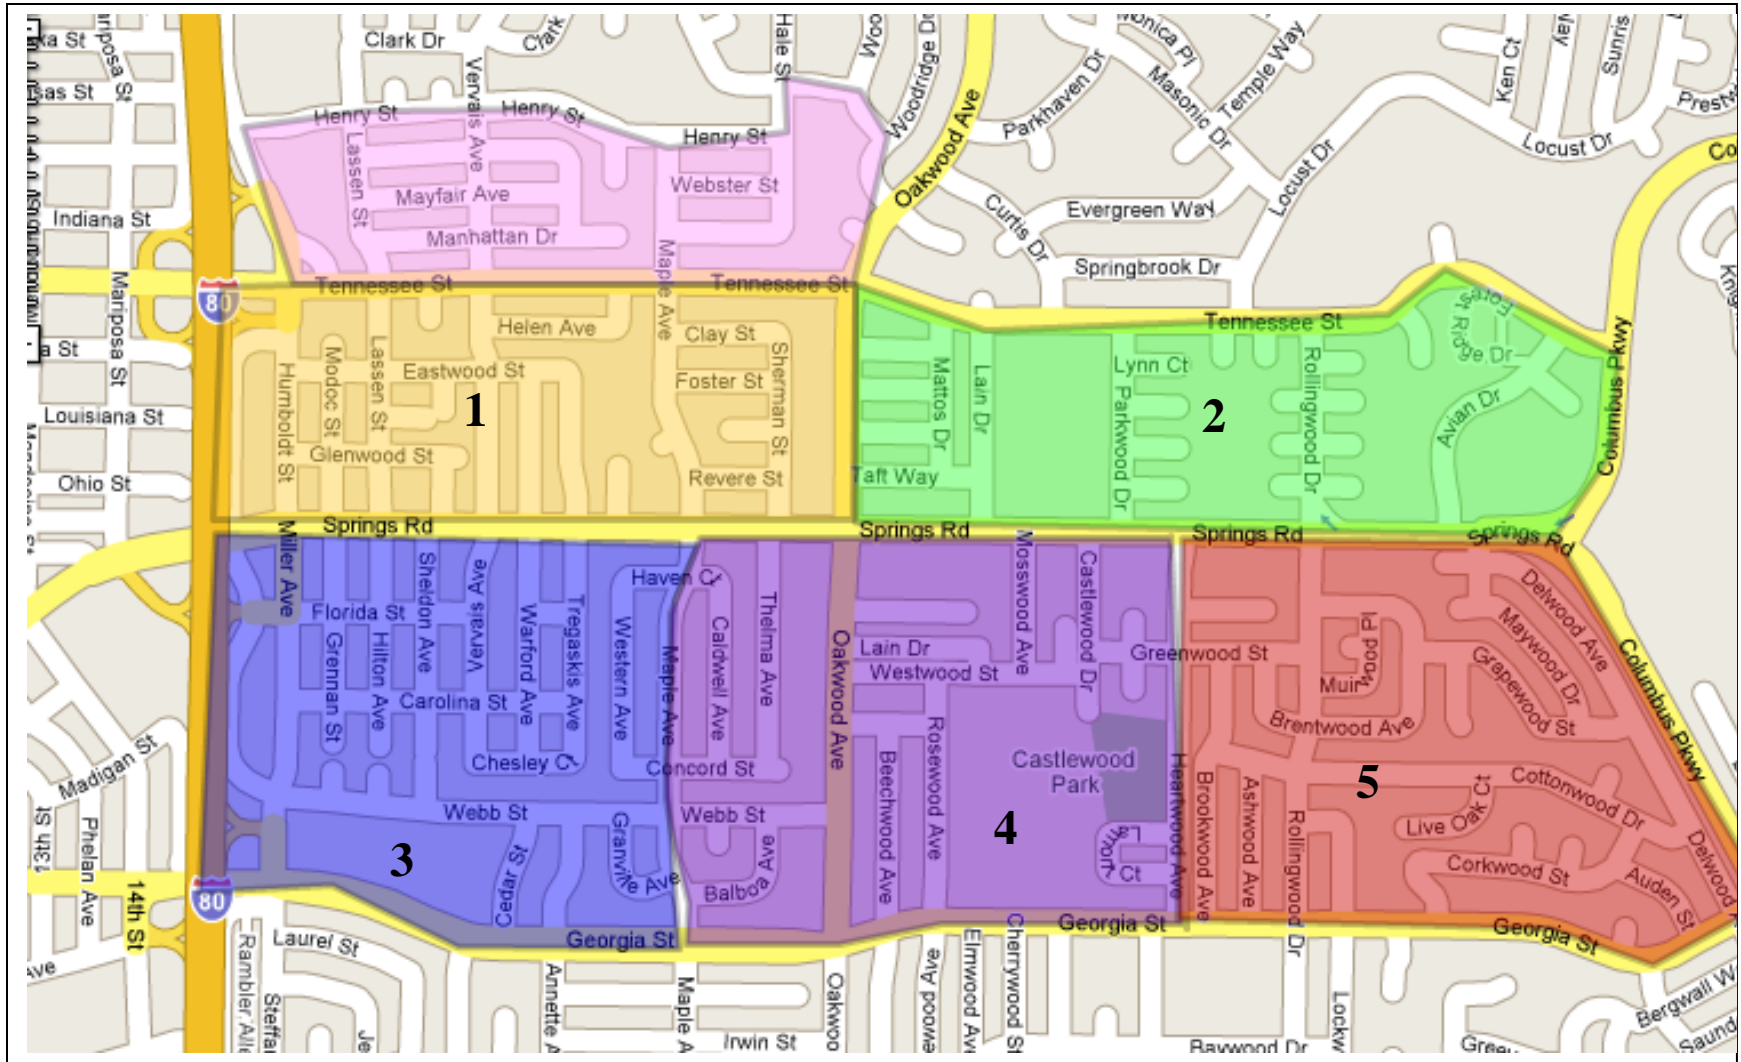 Clark Dr
Clark
Hale St
Woodridge Dr
Monica Pl
Parkhaven Dr
Masonic Dr
Temple Way
Ken Ct
Locust Dr
Locust Dr
Henry St
Henry St
Henry St
Vervais Ave
Lassen St
Mayfair Ave
Manhattan Dr
Webster St
Maple Ave
Oakwood Ave
Curtis Dr
Evergreen Way
Springbrook Dr
Indiana St
Mariposa St
Louisiana St
Ohio St
80
Tennessee St
Tennessee St
Tennessee St
Helen Ave
Clay St
Eastwood St
Foster St
Sherman St
Glenwood St
Revere St
Humboldt St
Modoc St
Lassen St
1
Mattos Dr
Lain Dr
Taft Way
Lynn Ct
Parkwood Dr
Rollingwood Dr
Avian Dr
Forest Ridge Dr
Columbus Pkwy
2
Springs Rd
Springs Rd
Springs Rd
Springs Rd
Miller Ave
Florida St
Sheldon Ave
Vervais Ave
Warford Ave
Tregaskis Ave
Western Ave
Haven Ct
Grennan St
Hilton Ave
Carolina St
Chesley Ct
Webb St
Cedar St
Granville Ave
Maple Ave
3
Caldwell Ave
Thelma Ave
Concord St
Webb St
Balboa Ave
Oakwood Ave
Lain Dr
Westwood St
Mosswood Ave
Castlewood Dr
Greenwood St
Rosewood Ave
Beechwood Ave
Castlewood
Park
Heartwood Ave
4
Muir
Wood Pl
Brentwood Ave
Delwood Ave
Maywood Dr
Grapewood St
Columbus Pkwy
Cottonwood Dr
Live Oak Ct
Corkwood St
Auden St
Delwood
Brookwood Ave
Ashwood Ave
Rollingwood Dr
5
Madigan St
13th St
Phelan Ave
14th St
80
Georgia St
Georgia St
Georgia St
Laurel St
Annette
Maple
Irwin St
Elmwood Ave
Cherrywood St
Baywood Dr
Bergwall